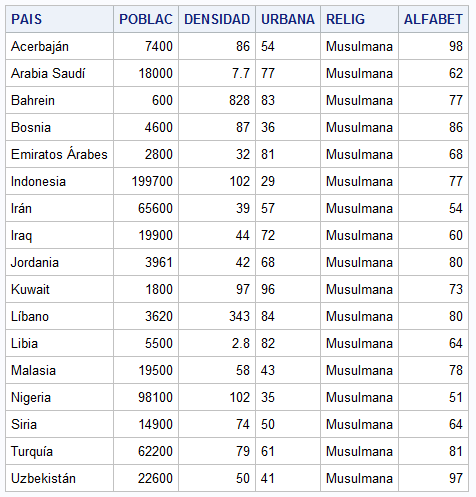 PAIS POBLAC DENSIDAD URBANA RELIG ALFABET
Acerbaján 7400 86 54 Musulmana 98
Arabia Saudí 18000 7.7 77 Musulmana 62
Bahrein 600 828 83 Musulmana 77
Bosnia 4600 87 36 Musulmana 86
Emiratos Árabes 2800 32 81 Musulmana 68
Indonesia 199700 102 29 Musulmana 77
Irán 65600 39 57 Musulmana 54
Iraq 19900 44 72 Musulmana 60
Jordania 3961 42 68 Musulmana 80
Kuwait 1800 97 96 Musulmana 73
Líbano 3620 343 84 Musulmana 80
Libia 5500 2.8 82 Musulmana 64
Malasia 19500 58 43 Musulmana 78
Nigeria 98100 102 35 Musulmana 51
Siria 14900 74 50 Musulmana 64
Turquía 62200 79 61 Musulmana 81
Uzbekistán 22600 50 41 Musulmana 97